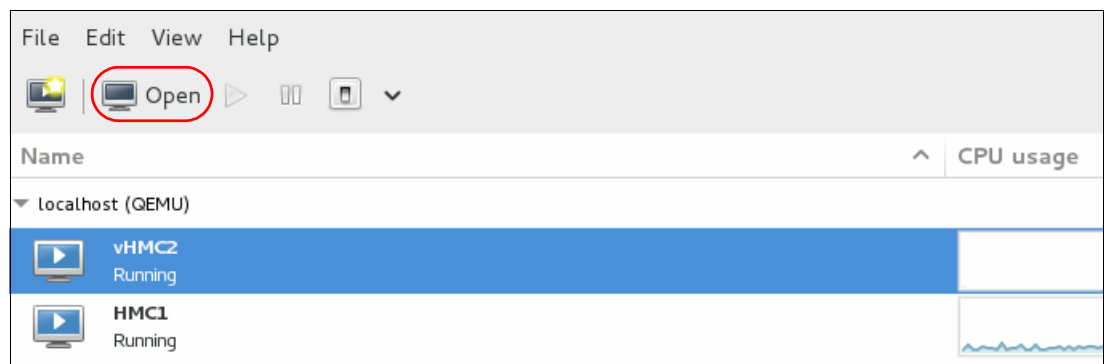 File Edit View Help
Open
Name CPU usage
localhost (QEMU)
vHMC2
Running
HMC1
Running